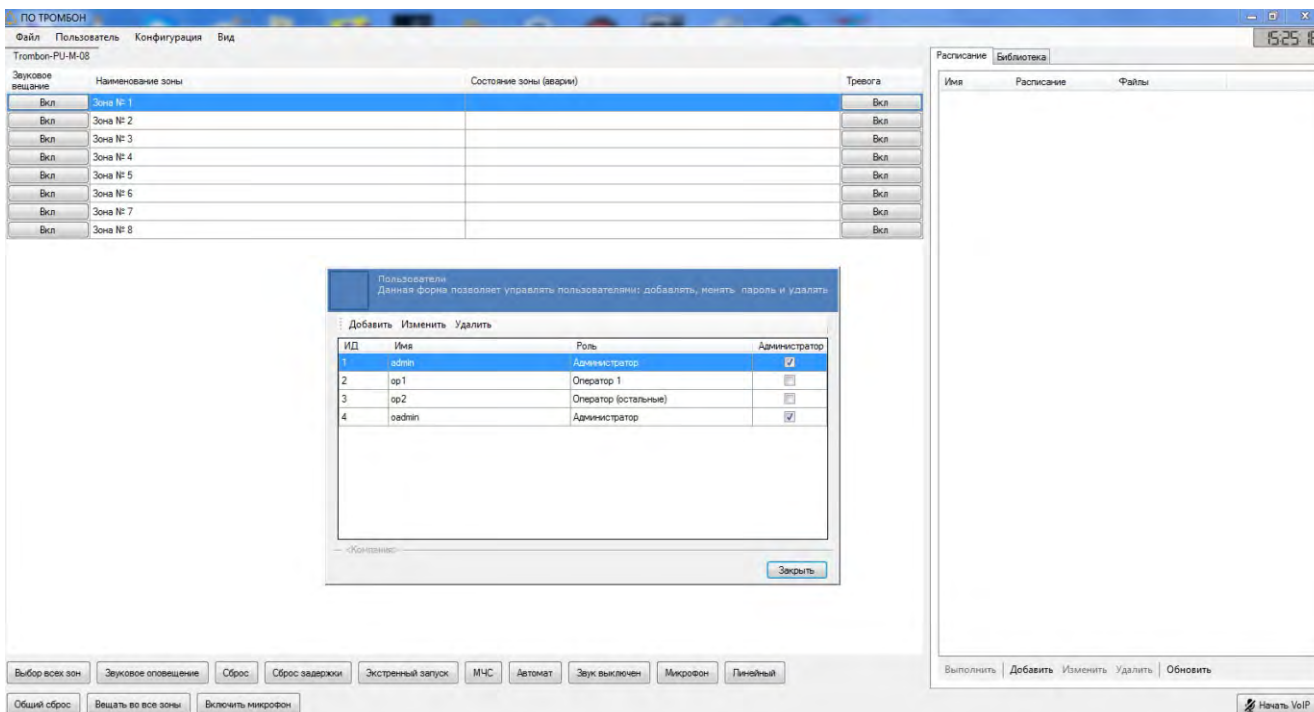 ПО ТРОМБОН
Файл Пользователь Конфигурация Вид
15:25
Trombon-PU-M-08
Звуковое вещание Наименование зоны Состояние зоны (аварии) Тревога
Вкл Зона № 1 Вкл
Вкл Зона № 2 Вкл
Вкл Зона № 3 Вкл
Вкл Зона № 4 Вкл
Вкл Зона № 5 Вкл
Вкл Зона № 6 Вкл
Вкл Зона № 7 Вкл
Вкл Зона № 8 Вкл
Расписание Библиотека
Имя Расписание Файлы
Пользователи
Данная форма позволяет управлять пользователями: добавлять, менять пароль и удалять
Добавить Изменить Удалить
ИД Имя Роль Администратор
1 admin Администратор
2 op1 Оператор 1
3 op2 Оператор (остальные)
4 oadmin Администратор
<Компания>
Закрыть
Выбор всех зон Звуковое оповещение Сброс Сброс задержки Экстренный запуск МЧС Автомат Звук выключен Микрофон Линейный
Общий сброс Вещать во все зоны Включить микрофон
Выполнить Добавить Изменить Удалить Обновить
Начать VoIP